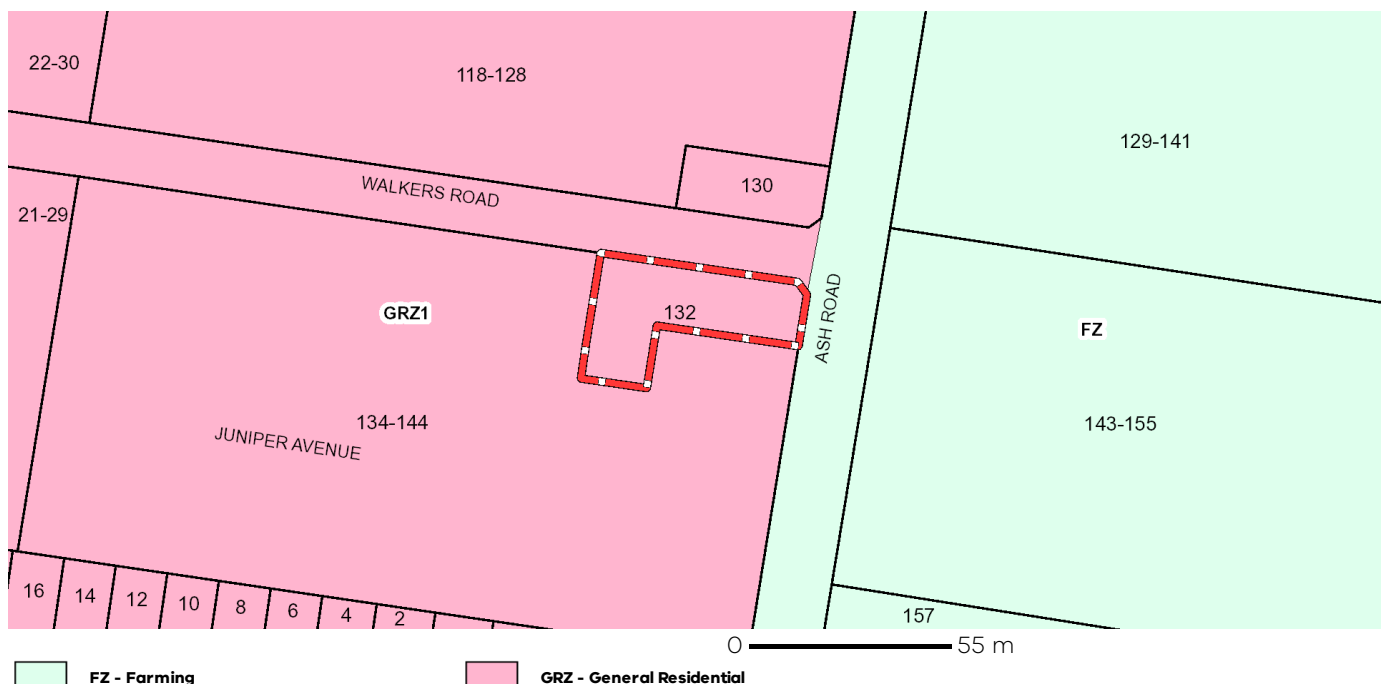 22-30
118-128
129-141
130
WALKERS ROAD
21-29
132
GRZ1
ASH ROAD
FZ
134-144
143-155
JUNIPER AVENUE
16
14
12
10
8
6
4
2
157
0
55 m
FZ - Farming
GRZ - General Residential